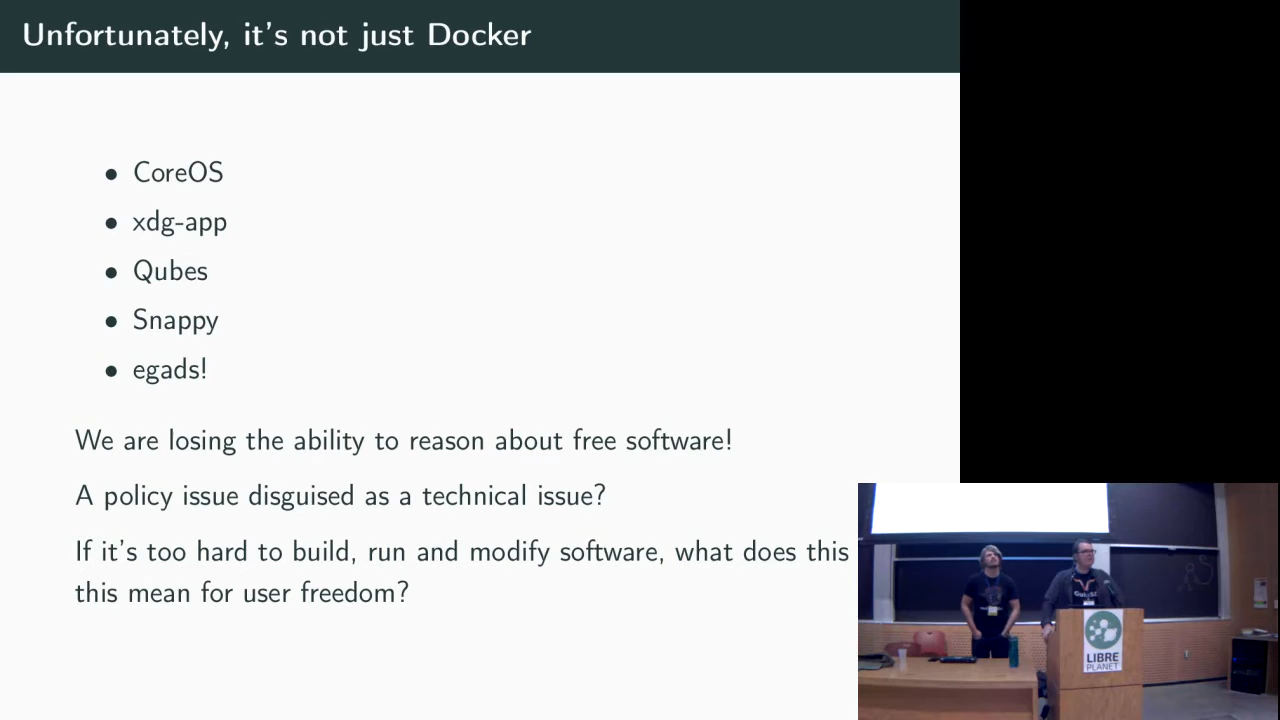 Unfortunately, it's not just Docker
• CoreOS
• xdg-app
• Qubes
• Snappy
• egads!
We are losing the ability to reason about free software!
A policy issue disguised as a technical issue?
If it's too hard to build, run and modify software, what does this
this mean for user freedom?
LIBRE
PLANET